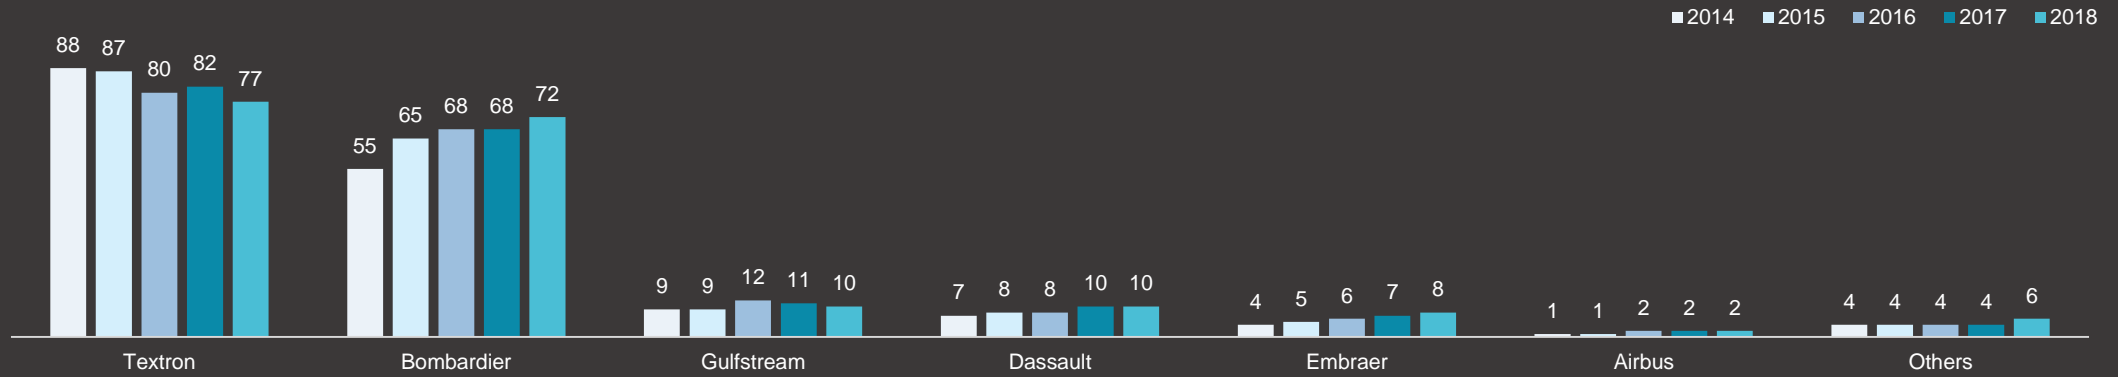 2014 2015 2016 2017 2018
88 87 80 82 77
55 65 68 68 72
9 9 12 11 10
7 8 8 10 10
4 5 6 7 8
1 1 2 2 2
4 4 4 4 6
Textron Bombardier Gulfstream Dassault Embraer Airbus Others